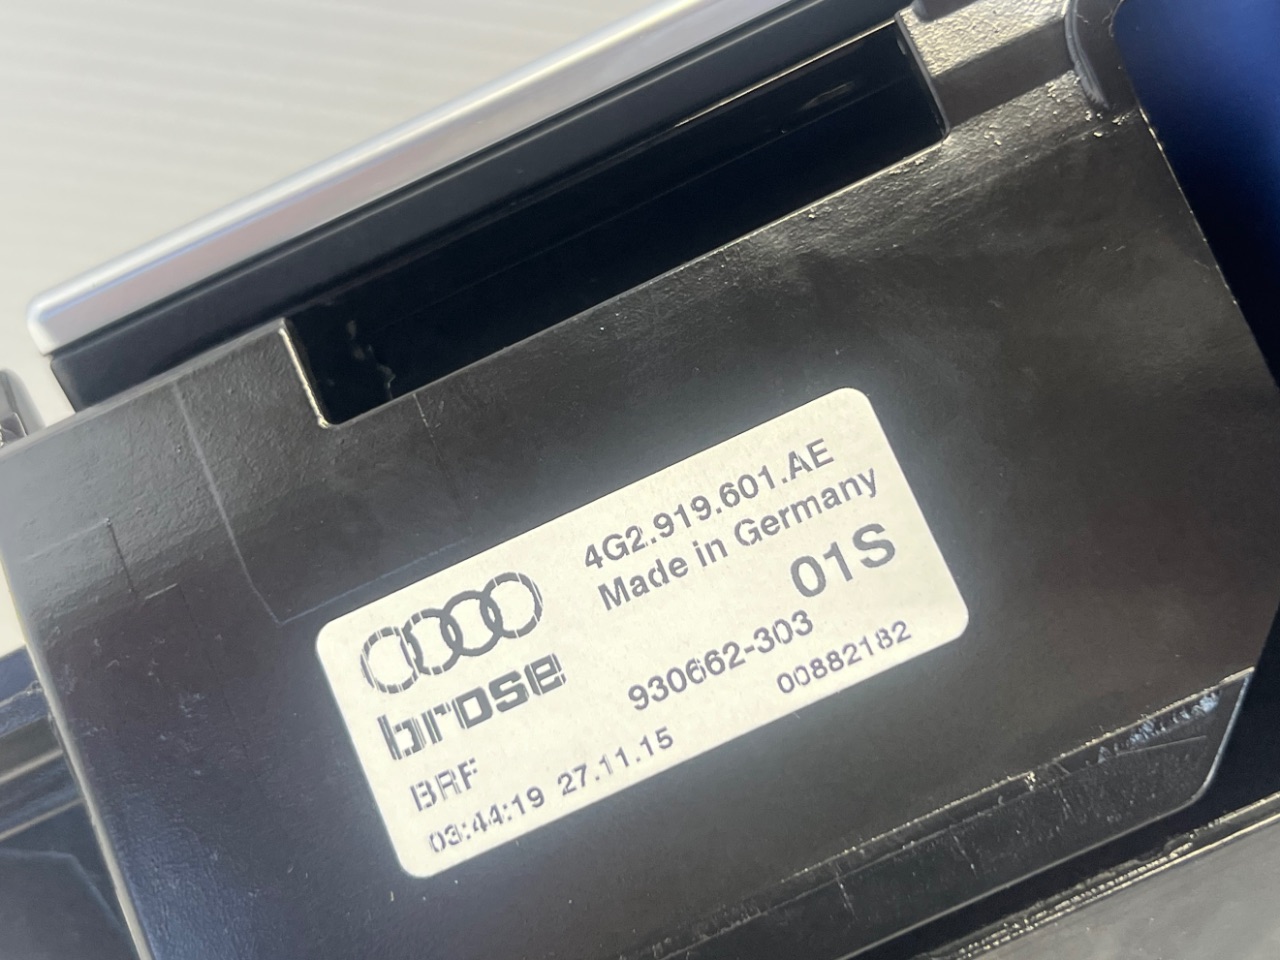 4G2.919.601.AE
Made in Germany
01S
brose
930662-303
00882182
BRF
03:44:19 27.11.15